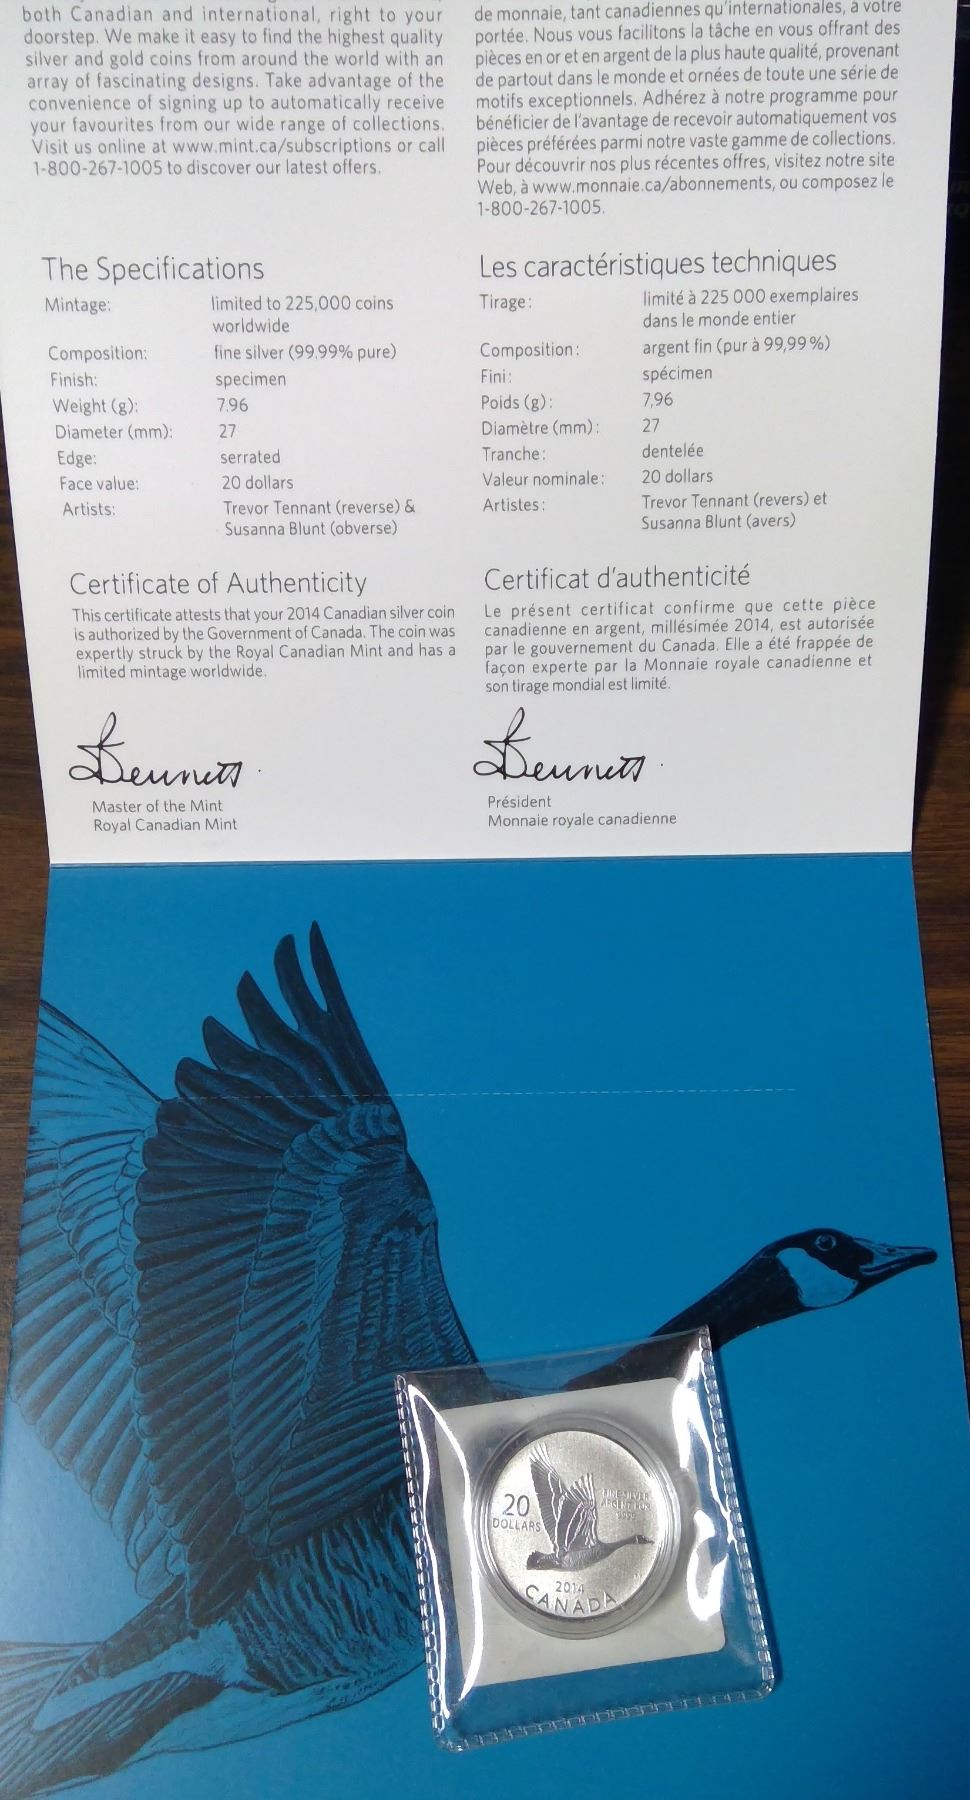 both Canadian and international, right to your
doorstep. We make it easy to find the highest quality
silver and gold coins from around the world with an
array of fascinating designs. Take advantage of the
convenience of signing up to automatically receive
your favourites from our wide range of collections.
Visit us online at www.mint.ca/subscriptions or call
1-800-267-1005 to discover our latest offers.
de monnaie, tant canadiennes qu'internationales, à votre
portée. Nous vous facilitons la tâche en vous offrant des
pièces en or et en argent de la plus haute qualité, provenant
de partout dans le monde et ornées de toute une série de
motifs exceptionnels. Adhérez à notre programme pour
bénéficier de l'avantage de recevoir automatiquement vos
pièces préférées parmi notre vaste gamme de collections.
Pour découvrir nos plus récentes offres, visitez notre site
Web, à www.monnaie.ca/abonnements, ou composez le
1-800-267-1005.
The Specifications
Mintage: limited to 225,000 coins
worldwide
Composition: fine silver (99.99% pure)
Finish: specimen
Weight (g): 7.96
Diameter (mm): 27
Edge: serrated
Face value: 20 dollars
Artists: Trevor Tennant (reverse) &
Susanna Blunt (obverse)
Les caractéristiques techniques
Tirage : limité à 225 000 exemplaires
dans le monde entier
Composition : argent fin (pur à 99,99 %)
Fini : spécimen
Poids (g) : 7,96
Diamètre (mm) : 27
Tranche : dentelée
Valeur nominale : 20 dollars
Artistes : Trevor Tennant (revers) et
Susanna Blunt (avers)
Certificate of Authenticity
This certificate attests that your 2014 Canadian silver coin
is authorized by the Government of Canada. The coin was
expertly struck by the Royal Canadian Mint and has a
limited mintage worldwide.
Certificat d'authenticité
Le présent certificat confirme que cette pièce
canadienne en argent, millésimée 2014, est autorisée
par le gouvernement du Canada. Elle a été frappée de
façon experte par la Monnaie royale canadienne et
son tirage mondial est limité.
Bennett
Master of the Mint
Royal Canadian Mint
Bennett
Président
Monnaie royale canadienne
20
DOLLARS
FINE SILVER
ARGENT PUR
9999
2014
CANADA